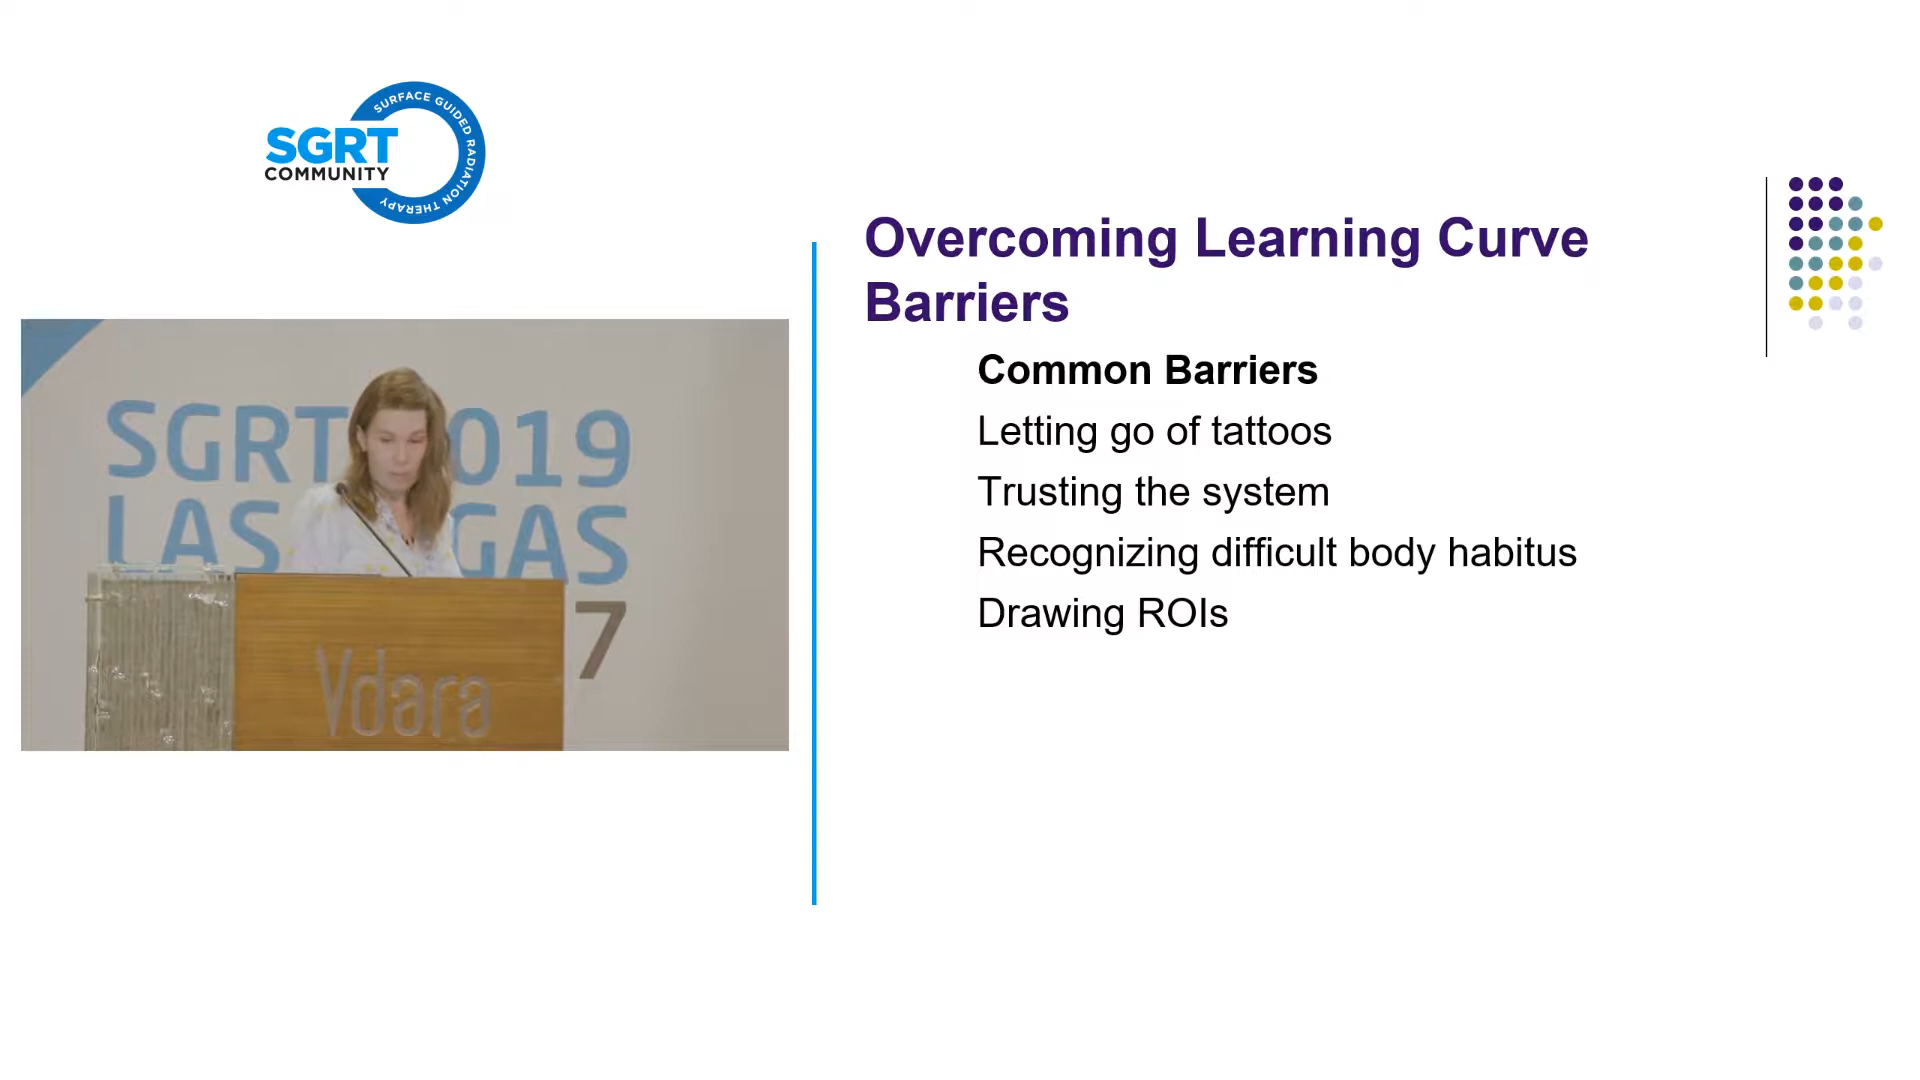 SURFACE GUIDED RADIATION THERAPY
SGRT
COMMUNITY
Overcoming Learning Curve
Barriers
Common Barriers
Letting go of tattoos
Trusting the system
Recognizing difficult body habitus
Drawing ROIs
SGRT 019
LAS GAS
7
Vdara